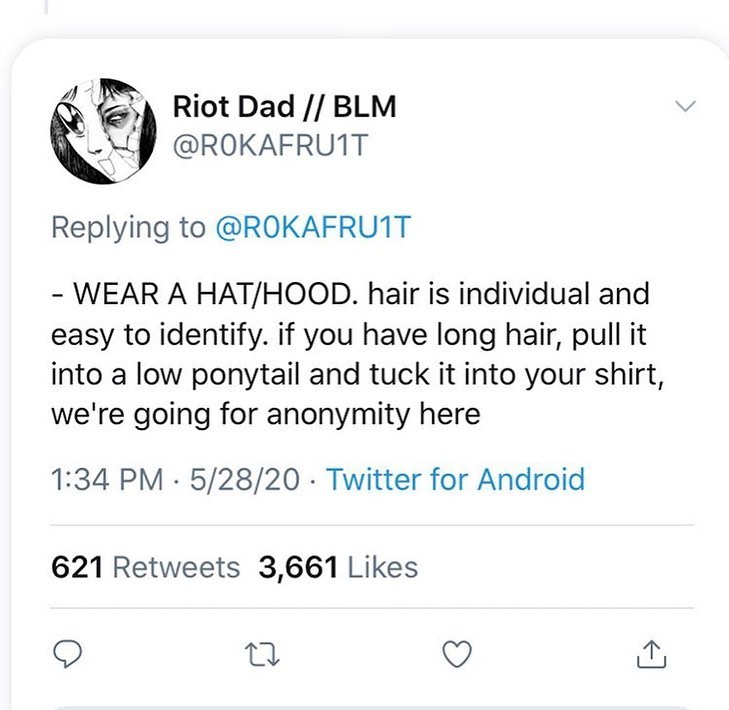 Riot Dad // BLM
@R0KAFRU1T
Replying to @R0KAFRU1T
- WEAR A HAT/HOOD. hair is individual and
easy to identify. if you have long hair, pull it
into a low ponytail and tuck it into your shirt,
we're going for anonymity here
1:34 PM · 5/28/20 · Twitter for Android
621 Retweets 3,661 Likes